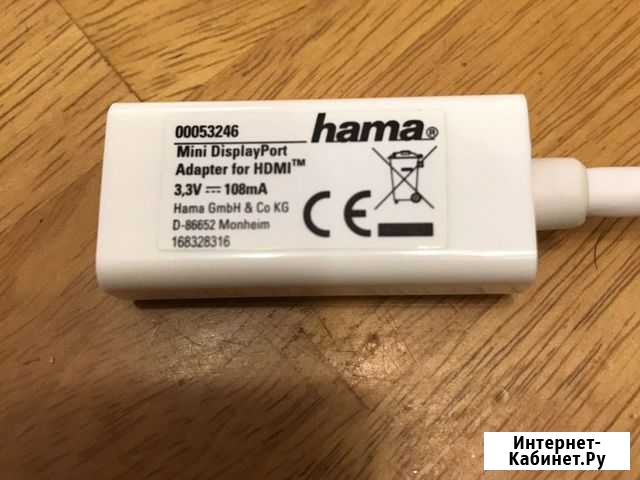 00053246
hama®
Mini DisplayPort
Adapter for HDMI™
3,3V ⎓ 108mA
Hama GmbH & Co KG
D-86652 Monheim
168328316
CE
Интернет-
Кабинет.Ру